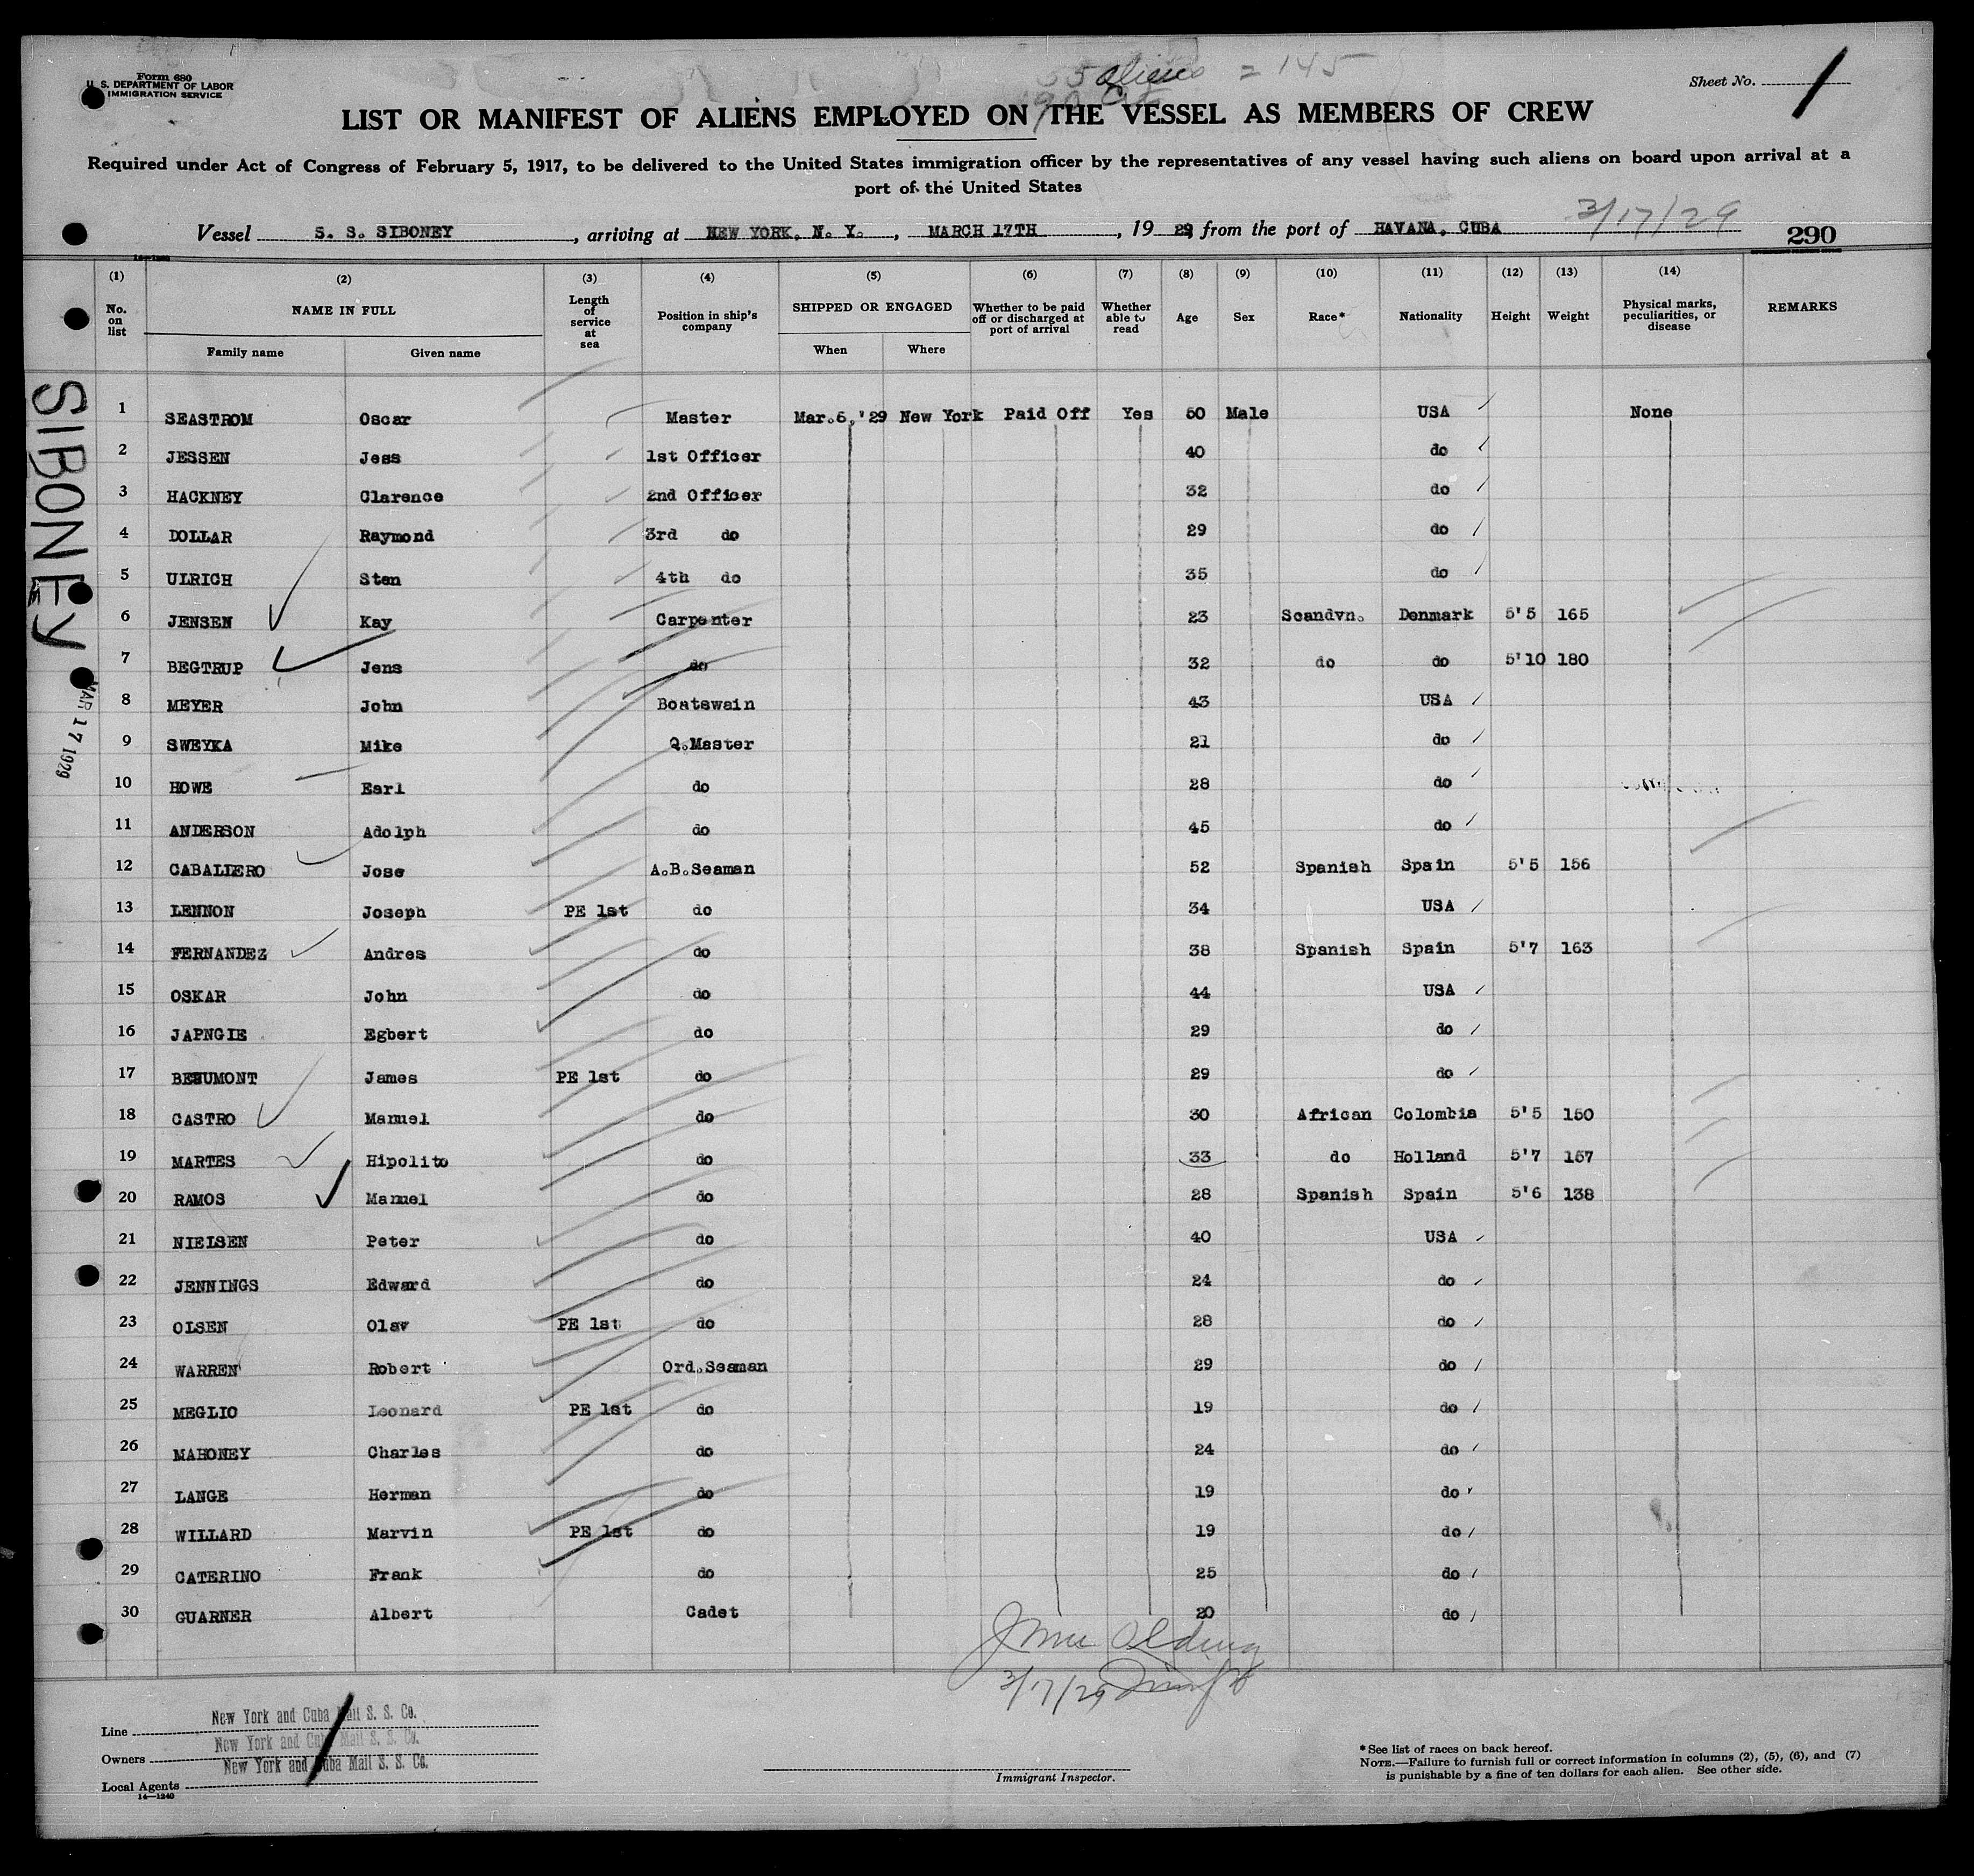 Form 680
U. S. DEPARTMENT OF LABOR
IMMIGRATION SERVICE
5 aliens = 145
Sheet No. 1
LIST OR MANIFEST OF ALIENS EMPLOYED ON THE VESSEL AS MEMBERS OF CREW
Required under Act of Congress of February 5, 1917, to be delivered to the United States immigration officer by the representatives of any vessel having such aliens on board upon arrival at a
port of the United States
3/17/29
Vessel S. S. SIBONEY, arriving at NEW YORK, N. Y., MARCH 17TH, 19 29, from the port of HAVANA, CUBA 290
(1) (2) (3) (4) (5) (6) (7) (8) (9) (10) (11) (12) (13) (14)
No. on list NAME IN FULL Family name Given name Length of service at sea Position in ship's company SHIPPED OR ENGAGED When Where Whether to be paid off or discharged at port of arrival Whether able to read Age Sex Race* Nationality Height Weight Physical marks, peculiarities, or disease REMARKS
SIBONEY
MAR 17 1929
1 SEASTROM Oscar Master Mar.5,'29 New York Paid Off Yes 50 Male USA None
2 JESSEN Jess 1st Officer 40 do
3 HACKNEY Clarence 2nd Officer 32 do
4 DOLLAR Raymond 3rd do 29 do
5 ULRICH Sten 4th do 35 do
6 JENSEN Kay Carpenter 23 Scandvn. Denmark 5'5 165
7 BEGTRUP Jens do 32 do do 5'10 180
8 MEYER John Boatswain 43 USA
9 SWEYKA Mike Q.Master 21 do
10 HOWE Earl do 28 do
11 ANDERSON Adolph do 45 do
12 CABALLERO Jose A.B.Seaman 52 Spanish Spain 5'5 156
13 LENNON Joseph PE 1st do 34 USA
14 FERNANDEZ Andres do 38 Spanish Spain 5'7 163
15 OSKAR John do 44 USA
16 JAPNGIE Egbert do 29 do
17 BEAUMONT James PE 1st do 29 do
18 CASTRO Manuel do 30 African Colombia 5'5 150
19 MARTES Hipolito do 33 do Holland 5'7 157
20 RAMOS Manuel do 28 Spanish Spain 5'6 138
21 NIELSEN Peter do 40 USA
22 JENNINGS Edward do 24 do
23 OLSEN Olav PE 1st do 28 do
24 WARREN Robert Ord.Seaman 29 do
25 MEGLIO Leonard PE 1st do 19 do
26 MAHONEY Charles do 24 do
27 LANGE Herman do 19 do
28 WILLARD Marvin PE 1st do 19 do
29 CATERINO Frank do 25 do
30 GUARNER Albert Cadet 20 do
3/17/29
Line New York and Cuba Mail S. S. Co.
Owners New York and Cuba Mail S. S. Co.
Local Agents New York and Cuba Mail S. S. Co.
14—1240
Immigrant Inspector.
*See list of races on back hereof.
NOTE.—Failure to furnish full or correct information in columns (2), (5), (6), and (7)
is punishable by a fine of ten dollars for each alien. See other side.